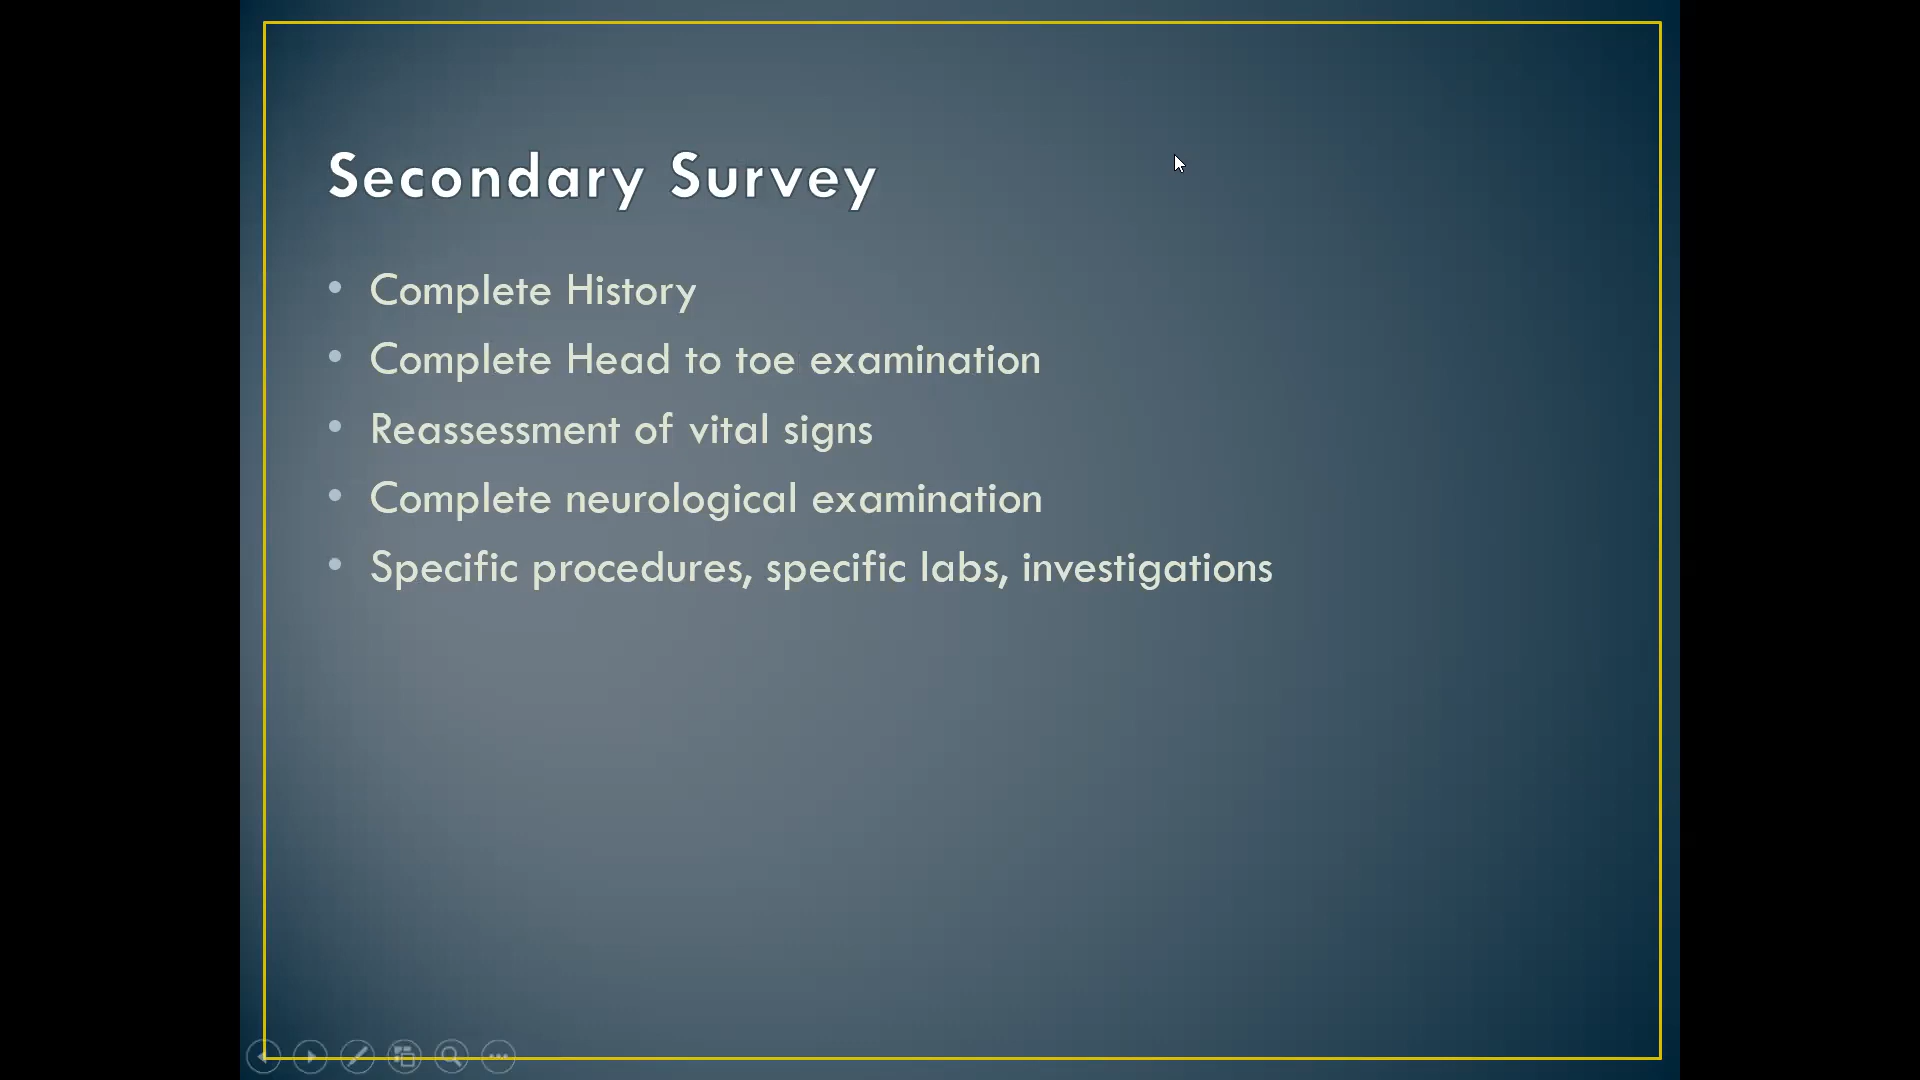 Secondary Survey
• Complete History
• Complete Head to toe examination
• Reassessment of vital signs
• Complete neurological examination
• Specific procedures, specific labs, investigations